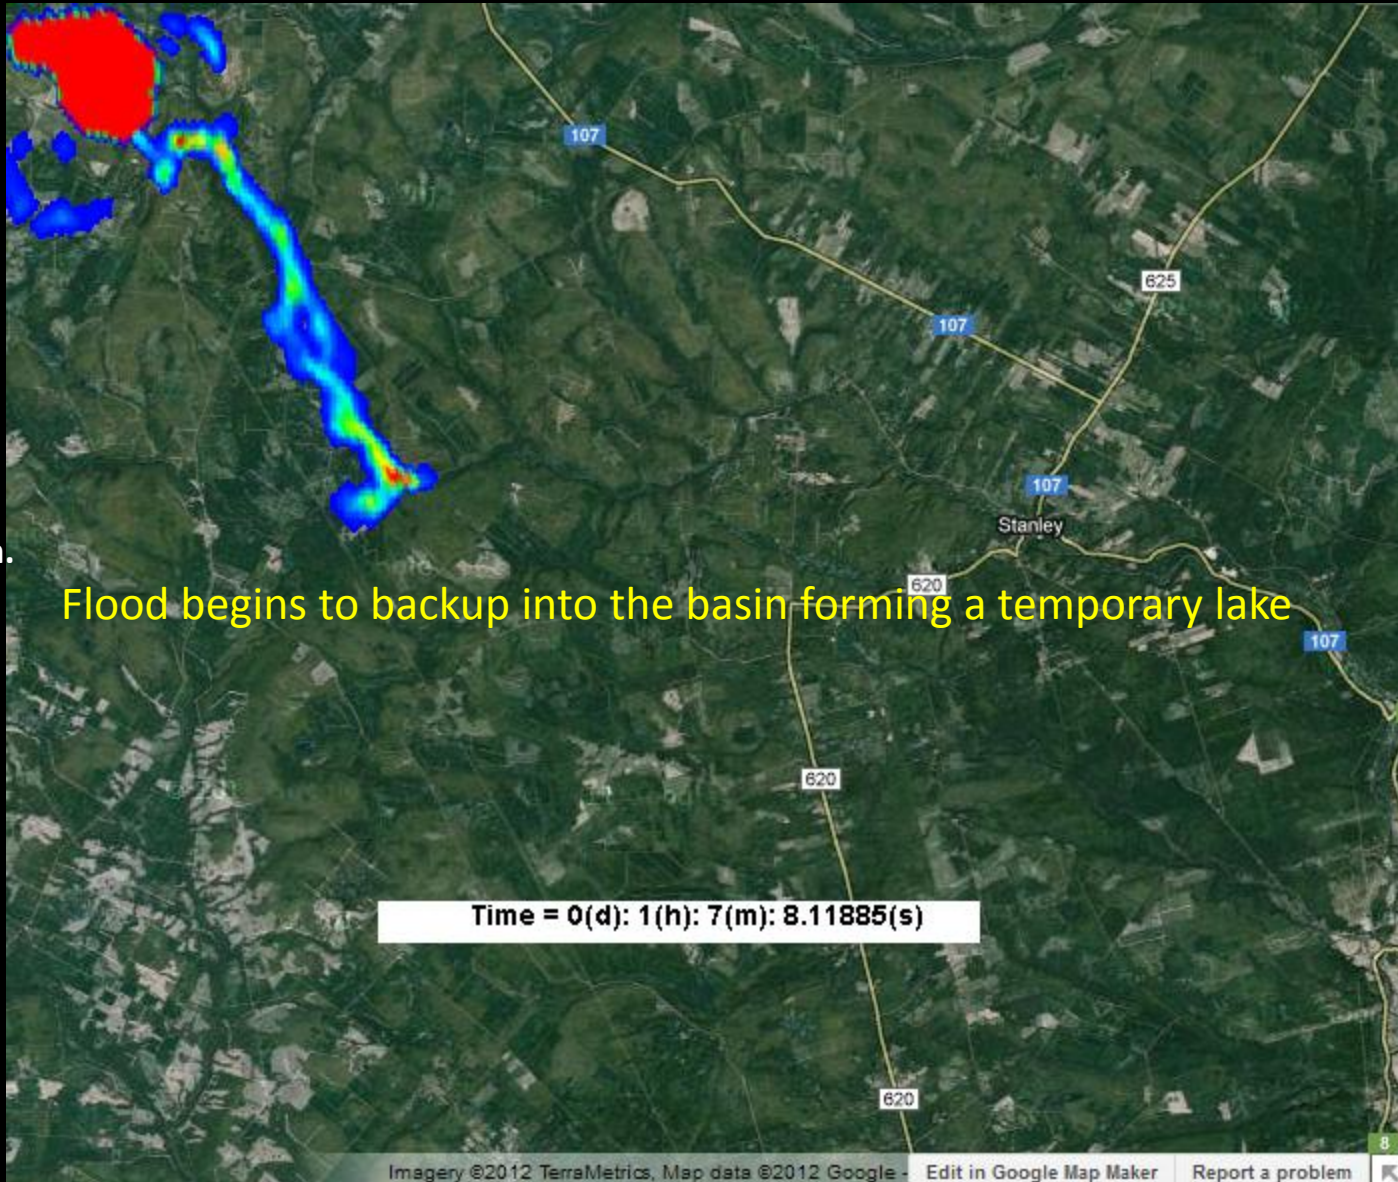 107
625
107
107
Stanley
n.
620
Flood begins to backup into the basin forming a temporary lake
107
620
Time = 0(d): 1(h): 7(m): 8.11885(s)
620
8
Imagery ©2012 TerraMetrics, Map data ©2012 Google - Edit in Google Map Maker Report a problem